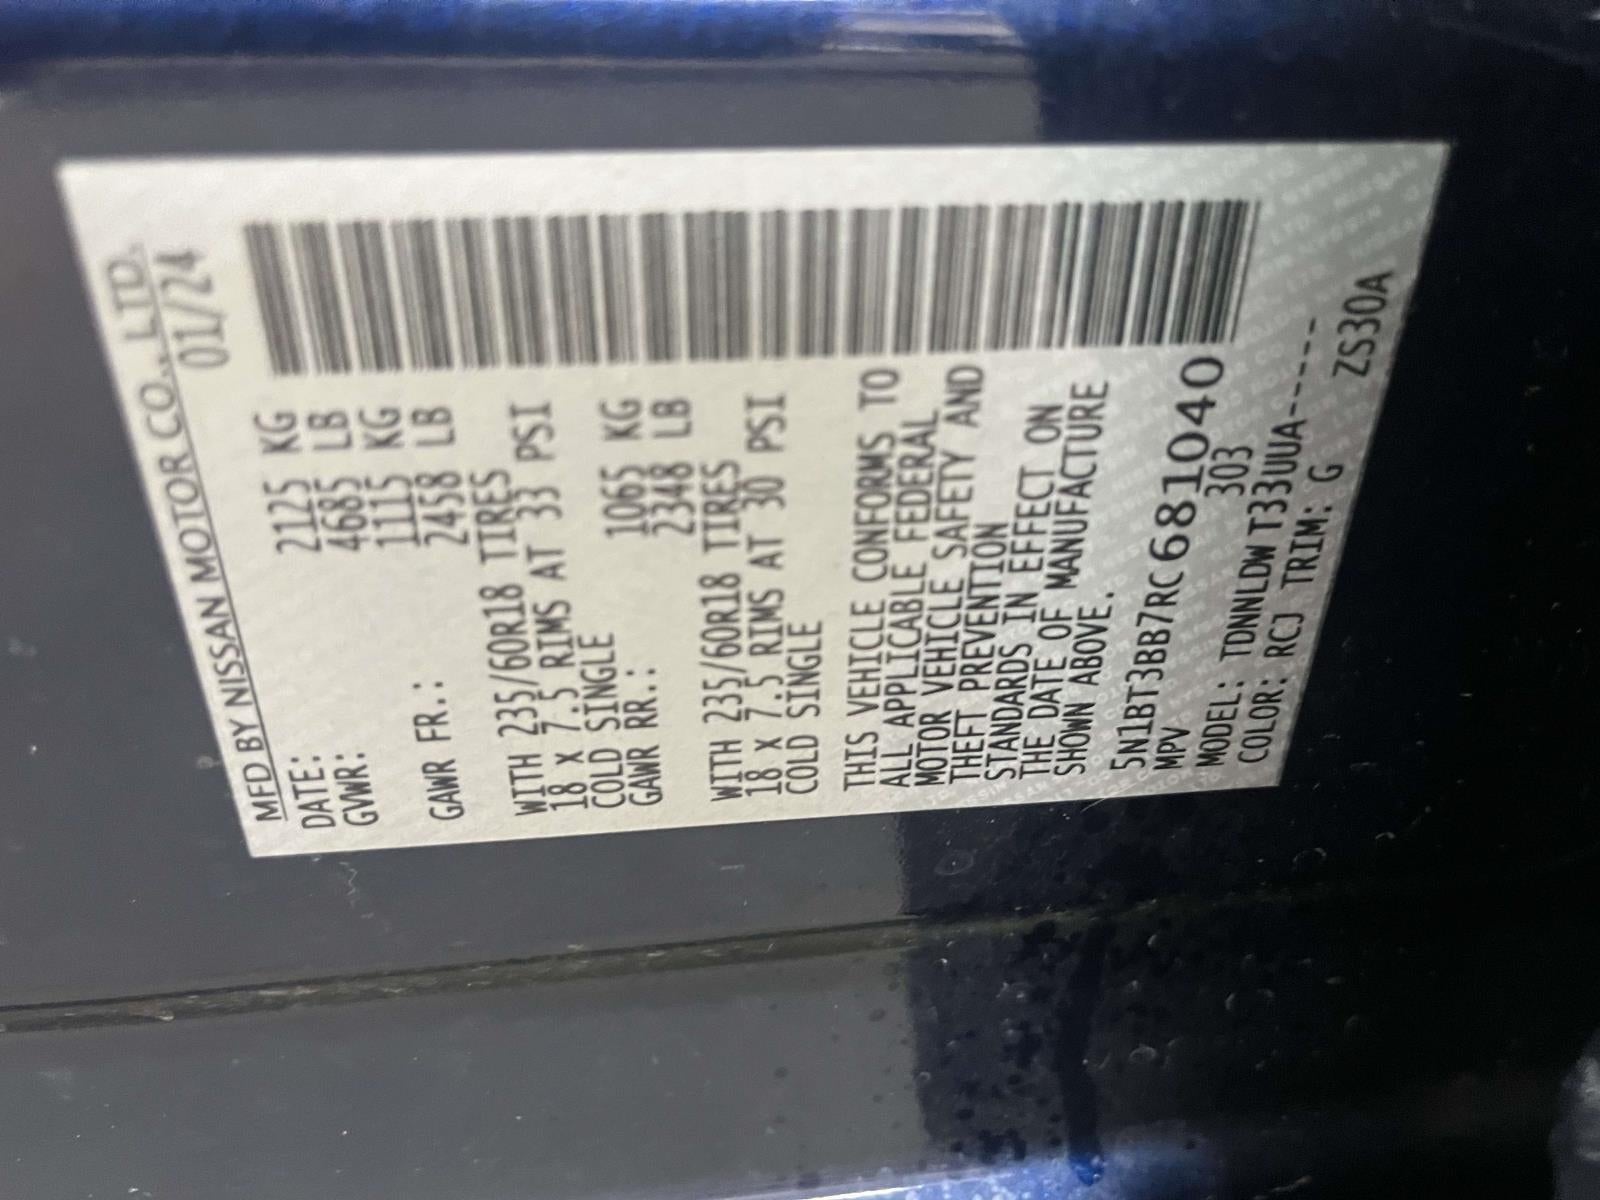 MFD BY NISSAN MOTOR CO., LTD.
DATE: 01/24
GVWR: 2125 KG
4685 LB
GAWR FR.: 1115 KG
2458 LB
WITH 235/60R18 TIRES
18 X 7.5 RIMS AT 33 PSI
COLD SINGLE
GAWR RR.: 1065 KG
2348 LB
WITH 235/60R18 TIRES
18 X 7.5 RIMS AT 30 PSI
COLD SINGLE
THIS VEHICLE CONFORMS TO
ALL APPLICABLE FEDERAL
MOTOR VEHICLE SAFETY AND
THEFT PREVENTION
STANDARDS IN EFFECT ON
THE DATE OF MANUFACTURE
SHOWN ABOVE.
5N1BT3BB7RC681040
MPV 303
MODEL: TDNNLDW T33UUA-----
COLOR: RCJ TRIM: G
ZS30A